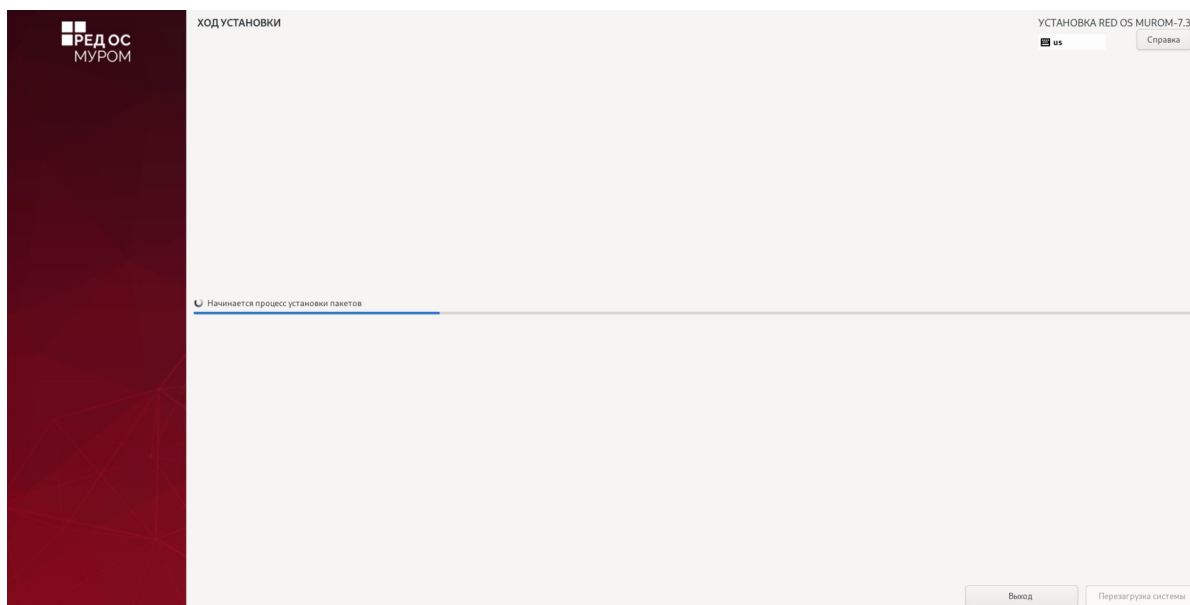 РЕД ОС
МУРОМ
ХОД УСТАНОВКИ
УСТАНОВКА RED OS MUROM-7.3
us
Справка
Начинается процесс установки пакетов
Выход
Перезагрузка системы